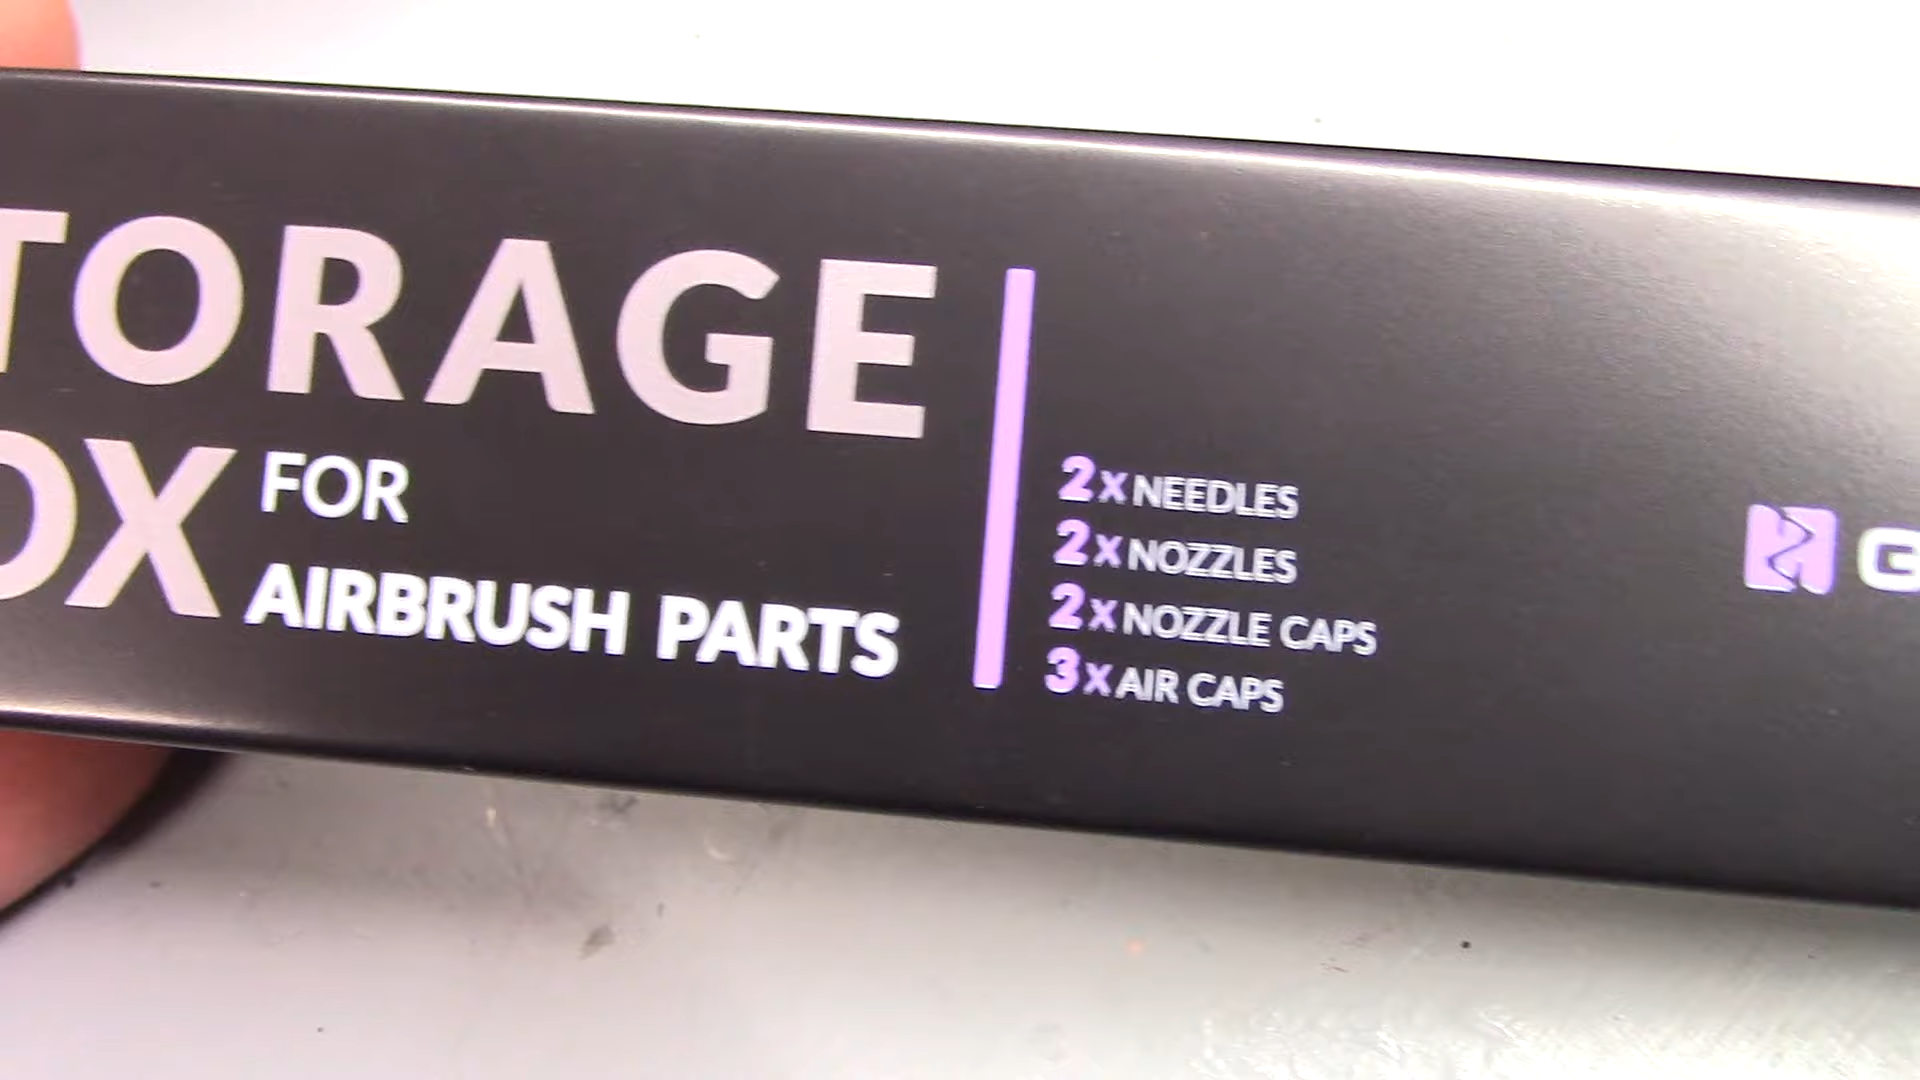 TORAGE
OX FOR
AIRBRUSH PARTS
2x NEEDLES
2x NOZZLES
2x NOZZLE CAPS
3x AIR CAPS
G